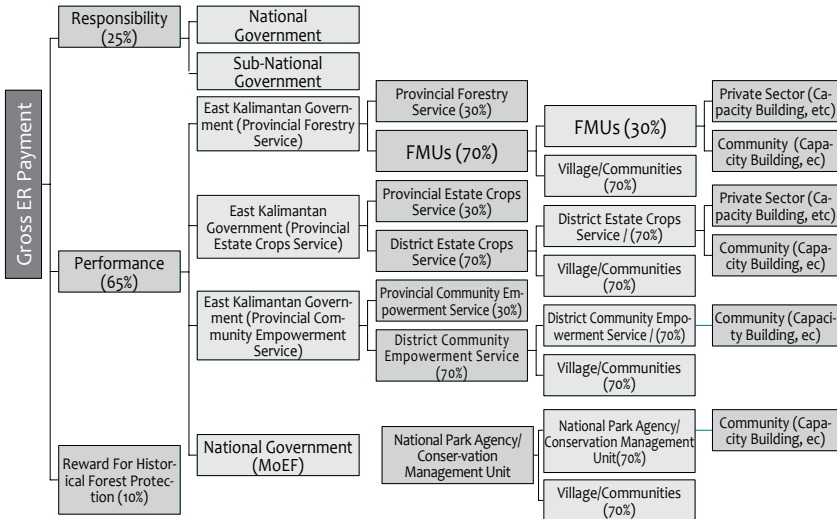 Gross ER Payment
Responsibility
(25%)
National
Government
Sub-National
Government
Performance
(65%)
East Kalimantan Govern-
ment (Provincial Forestry
Service)
Provincial Forestry
Service (30%)
FMUs (70%)
FMUs (30%)
Village/Communities
(70%)
Private Sector (Ca-
pacity Building, etc)
Community (Capa-
city Building, ec)
East Kalimantan
Government (Provincial
Estate Crops Service)
Provincial Estate Crops
Service (30%)
District Estate Crops
Service (70%)
District Estate Crops
Service / (70%)
Village/Communities
(70%)
Private Sector (Ca-
pacity Building, etc)
Community (Capa-
city Building, ec)
East Kalimantan Govern-
ment (Provincial Com-
munity Empowerment
Service)
Provincial Community Em-
powerment Service (30%)
District Community
Empowerment Service
(70%)
District Community Empo-
werment Service / (70%)
Village/Communities
(70%)
Community (Capaci-
ty Building, ec)
National Government
(MoEF)
National Park Agency/
Conser-vation
Management Unit
National Park Agency/
Conservation Management
Unit(70%)
Village/Communities
(70%)
Community (Capa-
city Building, ec)
Reward For Histor-
ical Forest Protec-
tion (10%)